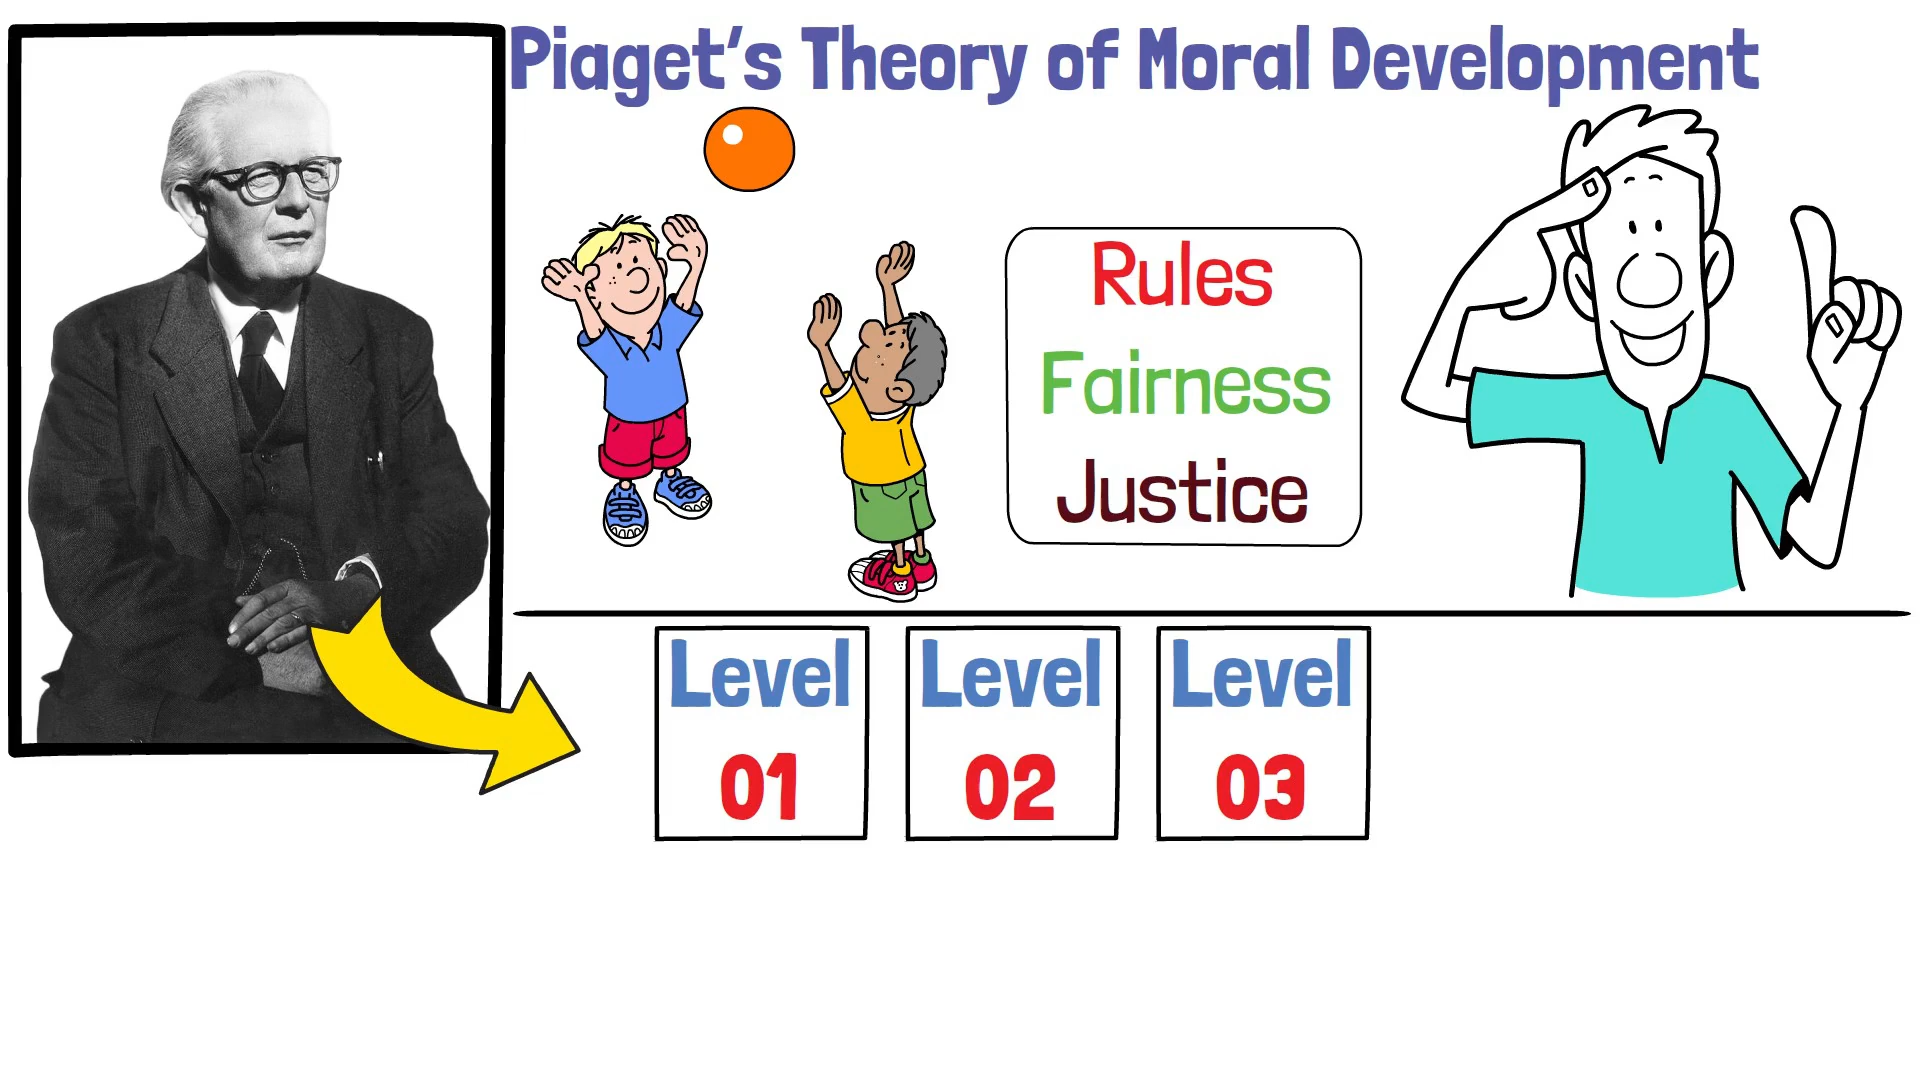 Piaget's Theory of Moral Development
Rules
Fairness
Justice
Level
01
Level
02
Level
03